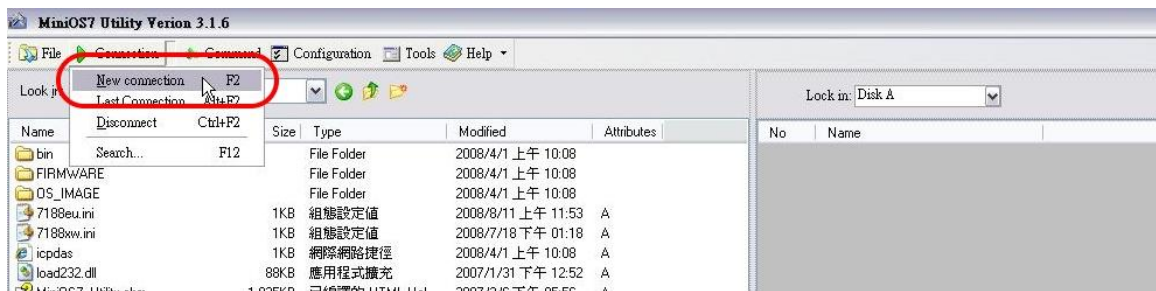 MiniOS7 Utility Verion 3.1.6
File Connection Command Configuration Tools Help
New connection F2
Look in: Lock in: Disk A
Last Connection Alt+F2
Disconnect Ctrl+F2
Name Size Type Modified Attributes No Name
Search... F12
bin File Folder 2008/4/1 上午 10:08
FIRMWARE File Folder 2008/4/1 上午 10:08
OS_IMAGE File Folder 2008/4/1 上午 10:08
7188eu.ini 1KB 組態設定值 2008/8/11 上午 11:53 A
7188xw.ini 1KB 組態設定值 2008/7/18 下午 01:18 A
icpdas 1KB 網際網路捷徑 2008/4/1 上午 10:08 A
load232.dll 88KB 應用程式擴充 2007/1/31 下午 12:52 A